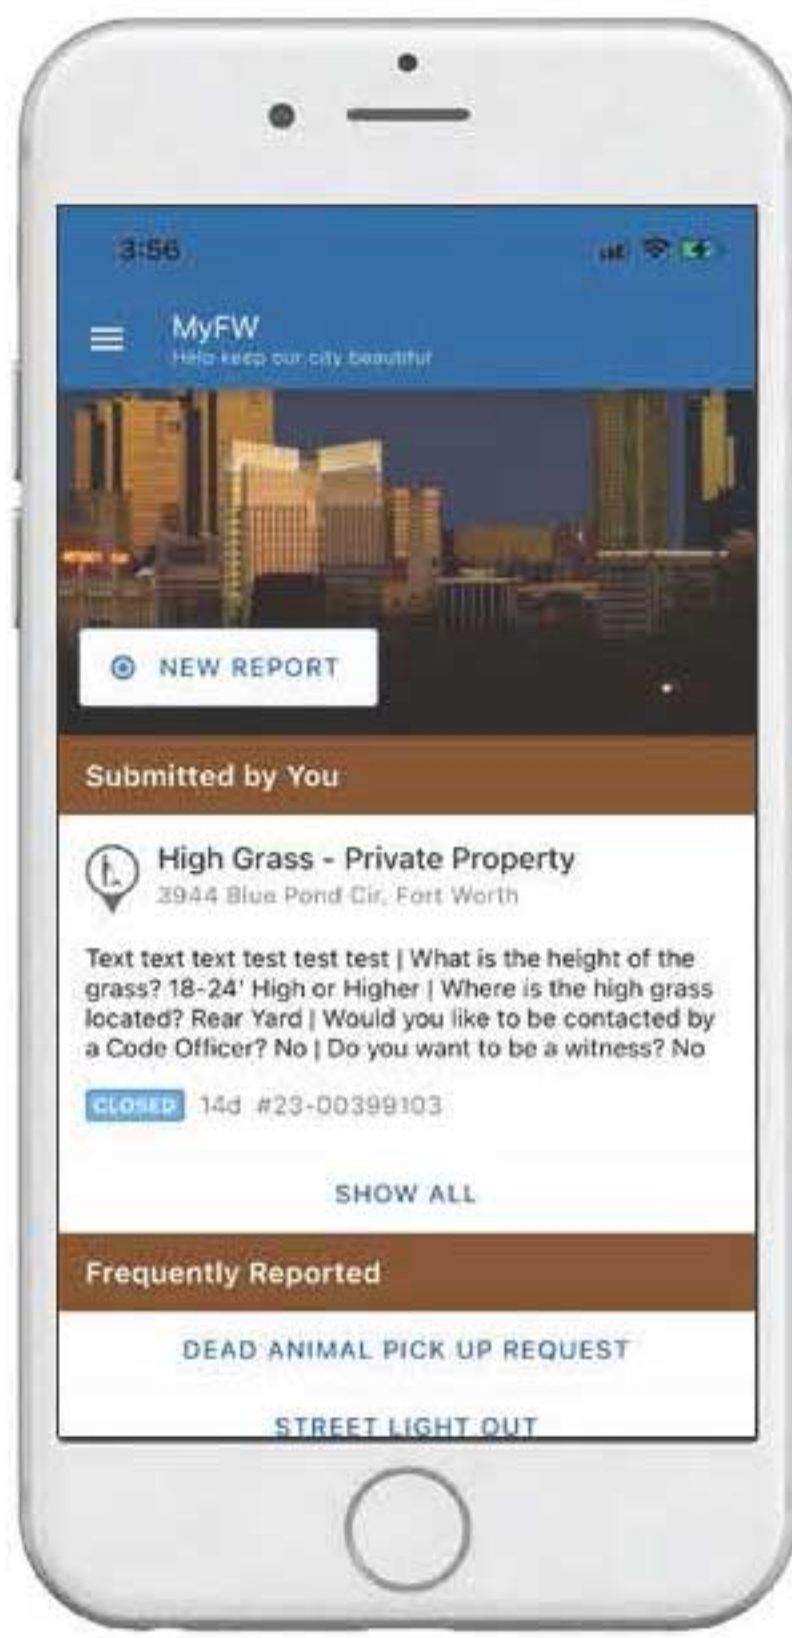 3:56
MyFW
Help keep our city beautiful
NEW REPORT
Submitted by You
High Grass - Private Property
3944 Blue Pond Cir, Fort Worth
Text text text test test test | What is the height of the
grass? 18-24' High or Higher | Where is the high grass
located? Rear Yard | Would you like to be contacted by
a Code Officer? No | Do you want to be a witness? No
CLOSED 14d #23-00399103
SHOW ALL
Frequently Reported
DEAD ANIMAL PICK UP REQUEST
STREET LIGHT OUT